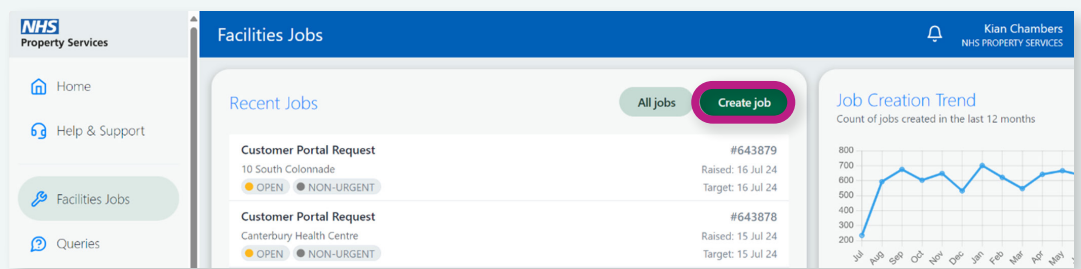 NHS
Property Services
Home
Help & Support
Facilities Jobs
Queries
Facilities Jobs
Kian Chambers
NHS PROPERTY SERVICES
Recent Jobs
All jobs
Create job
Customer Portal Request
#643879
10 South Colonnade
Raised: 16 Jul 24
OPEN NON-URGENT
Target: 16 Jul 24
Customer Portal Request
#643878
Canterbury Health Centre
Raised: 15 Jul 24
OPEN NON-URGENT
Target: 15 Jul 24
Job Creation Trend
Count of jobs created in the last 12 months
800
700
600
500
400
300
200
Jul Aug Sep Oct Nov Dec Jan Feb Mar Apr May